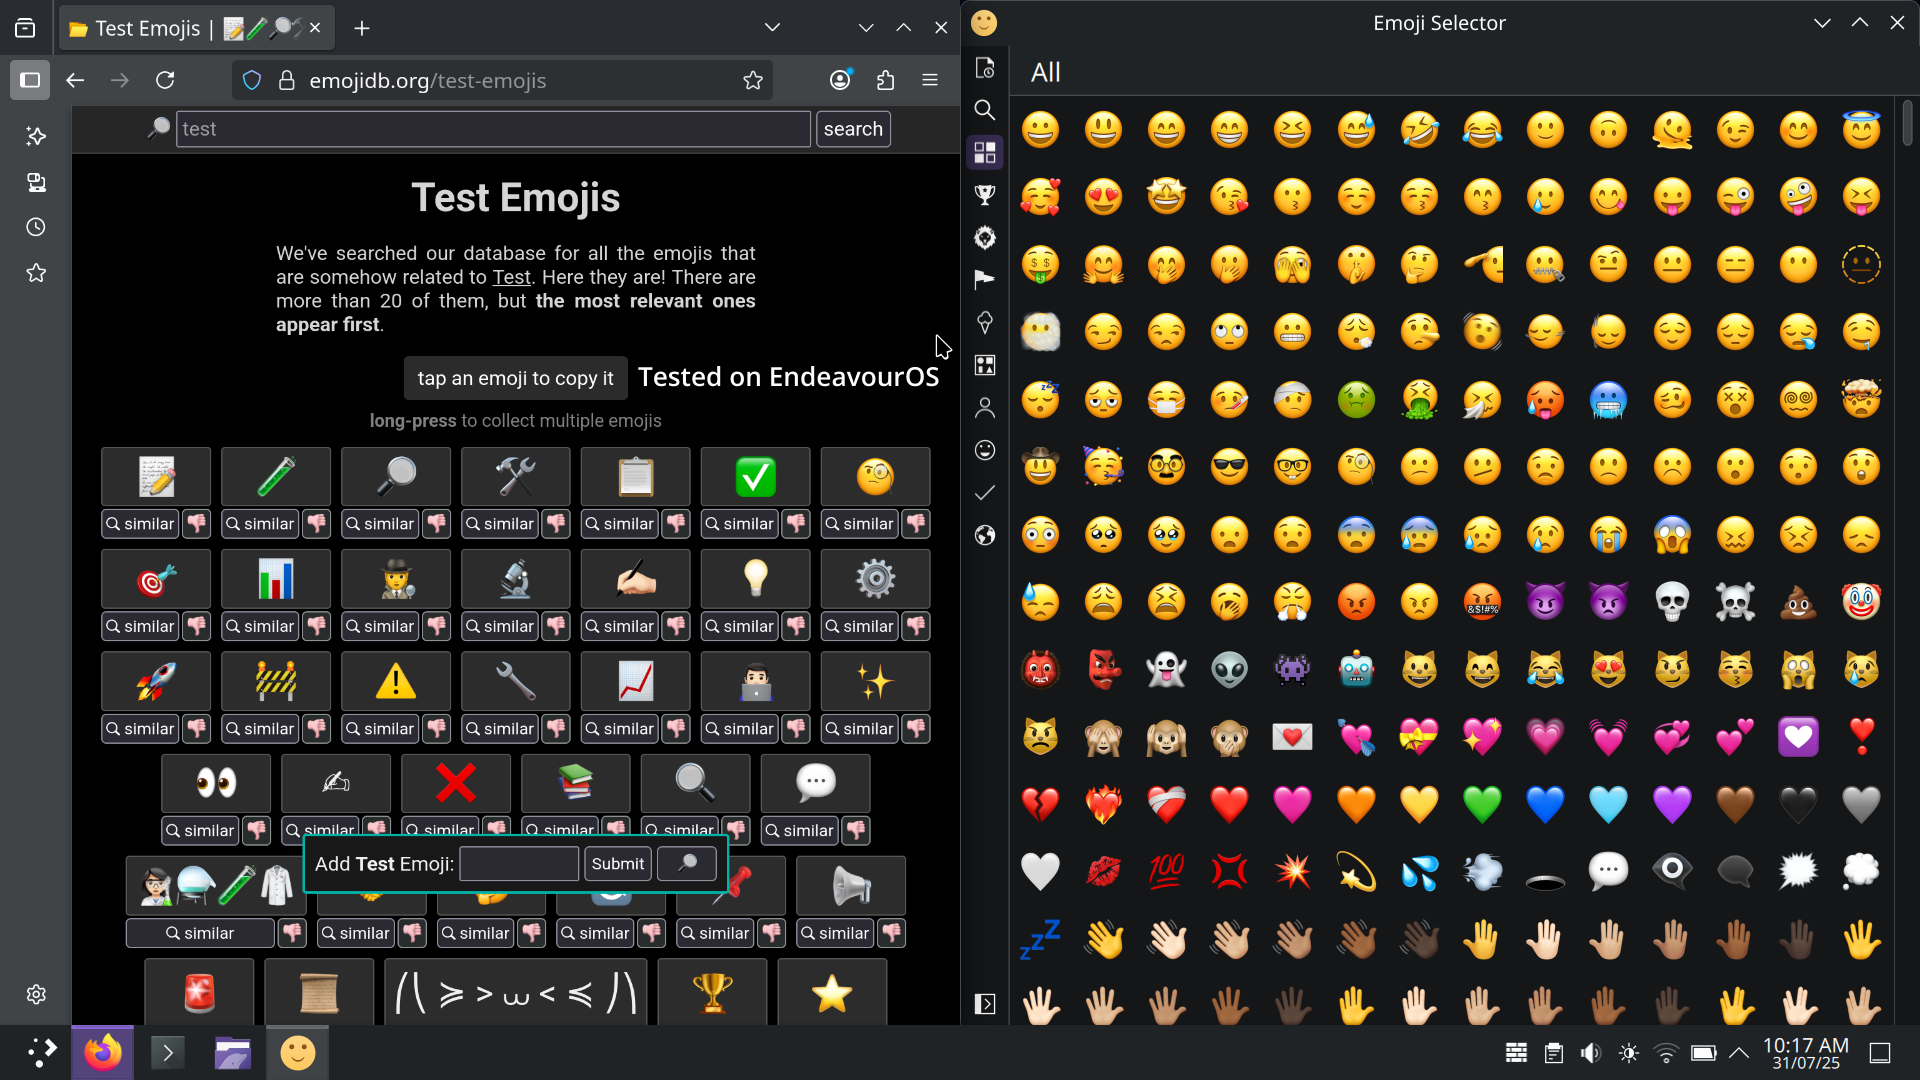 Test Emojis |
emojidb.org/test-emojis
test
search
Test Emojis
We've searched our database for all the emojis that
are somehow related to Test. Here they are! There are
more than 20 of them, but the most relevant ones
appear first.
tap an emoji to copy it
Tested on EndeavourOS
long-press to collect multiple emojis
similar similar similar similar similar similar similar
similar similar similar similar similar similar similar
similar similar similar similar similar similar similar
similar similar similar similar similar similar
Add Test Emoji:
Submit
similar similar similar similar similar similar
Emoji Selector
All
10:17 AM
31/07/25